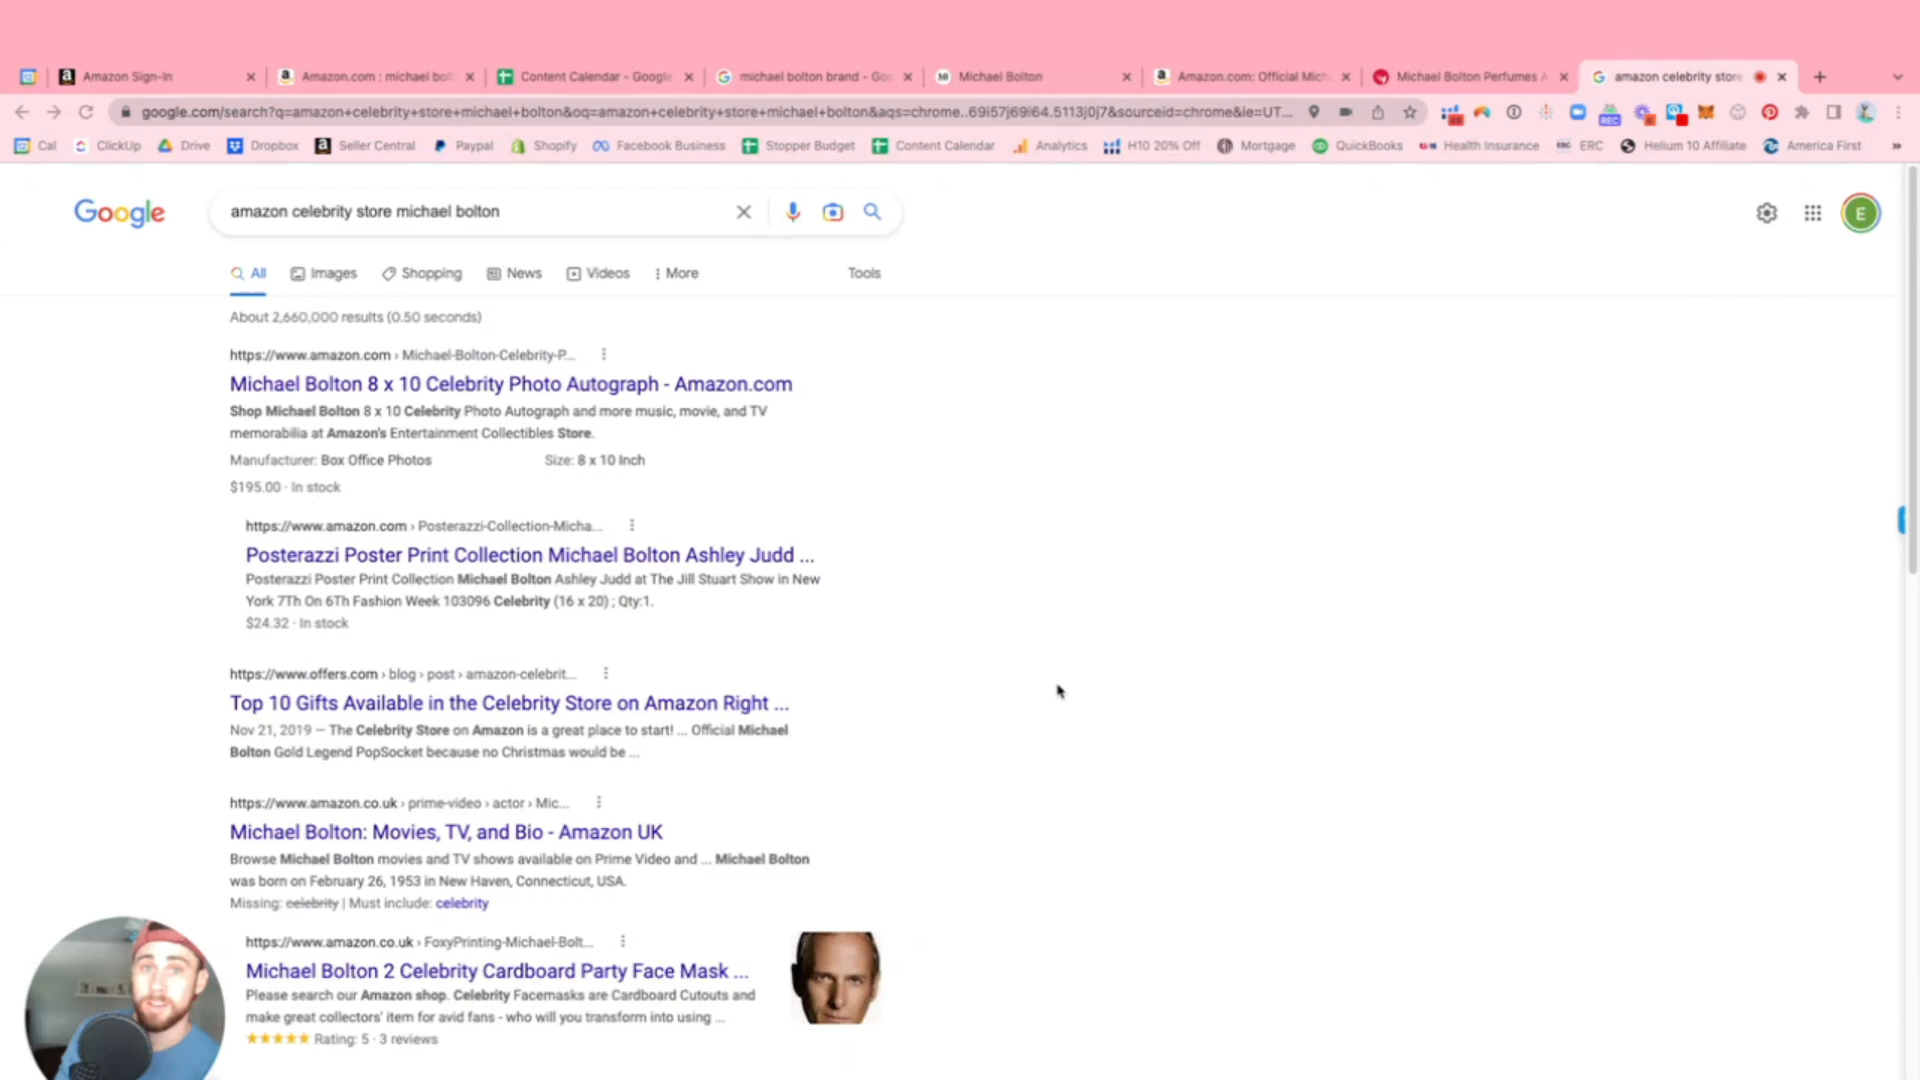 Amazon Sign-In
Amazon.com : michael bol
Content Calendar - Google
michael bolton brand - Goo
Michael Bolton
Amazon.com: Official Mich
Michael Bolton Perfumes A
amazon celebrity store
google.com/search?q=amazon+celebrity+store+michael+bolton&oq=amazon+celebrity+store+michael+bolton&aqs=chrome..69i57j69i64.5113j0j7&sourceid=chrome&ie=UT...
REC
Cal ClickUp Drive Dropbox Seller Central Paypal Shopify Facebook Business Stopper Budget Content Calendar Analytics H10 20% Off Mortgage QuickBooks Health Insurance ERC Helium 10 Affiliate America First »
Google
amazon celebrity store michael bolton
E
All Images Shopping News Videos More Tools
About 2,660,000 results (0.50 seconds)
https://www.amazon.com › Michael-Bolton-Celebrity-P...
Michael Bolton 8 x 10 Celebrity Photo Autograph - Amazon.com
Shop Michael Bolton 8 x 10 Celebrity Photo Autograph and more music, movie, and TV
memorabilia at Amazon's Entertainment Collectibles Store.
Manufacturer: Box Office Photos Size: 8 x 10 Inch
$195.00 · In stock
https://www.amazon.com › Posterazzi-Collection-Micha...
Posterazzi Poster Print Collection Michael Bolton Ashley Judd ...
Posterazzi Poster Print Collection Michael Bolton Ashley Judd at The Jill Stuart Show in New
York 7Th On 6Th Fashion Week 103096 Celebrity (16 x 20) ; Qty:1.
$24.32 · In stock
https://www.offers.com › blog › post › amazon-celebrit...
Top 10 Gifts Available in the Celebrity Store on Amazon Right ...
Nov 21, 2019 — The Celebrity Store on Amazon is a great place to start! ... Official Michael
Bolton Gold Legend PopSocket because no Christmas would be ...
https://www.amazon.co.uk › prime-video › actor › Mic...
Michael Bolton: Movies, TV, and Bio - Amazon UK
Browse Michael Bolton movies and TV shows available on Prime Video and ... Michael Bolton
was born on February 26, 1953 in New Haven, Connecticut, USA.
Missing: celebrity | Must include: celebrity
https://www.amazon.co.uk › FoxyPrinting-Michael-Bolt...
Michael Bolton 2 Celebrity Cardboard Party Face Mask ...
Please search our Amazon shop. Celebrity Facemasks are Cardboard Cutouts and
make great collectors' item for avid fans - who will you transform into using ...
Rating: 5 · 3 reviews